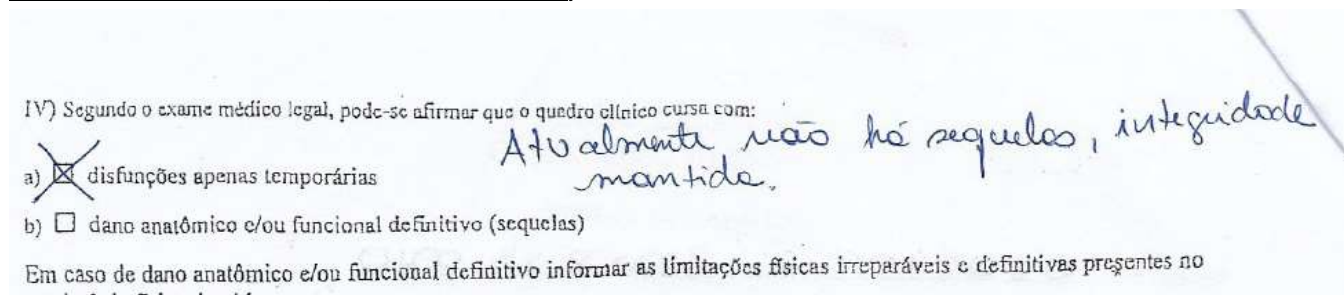 IV) Segundo o exame médico legal, pode-se afirmar que o quadro clínico cursa com:
Atualmente não há sequelas, integridade
mantida.
a) ☒ disfunções apenas temporárias
b) ☐ dano anatômico e/ou funcional definitivo (sequelas)
Em caso de dano anatômico e/ou funcional definitivo informar as limitações físicas irreparáveis e definitivas presentes no